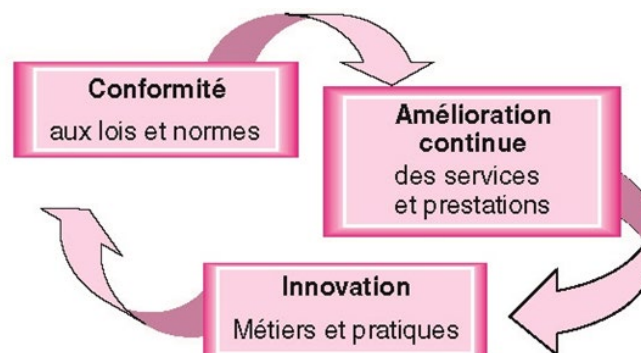 Conformité
aux lois et normes
Amélioration
continue
des services
et prestations
Innovation
Métiers et pratiques